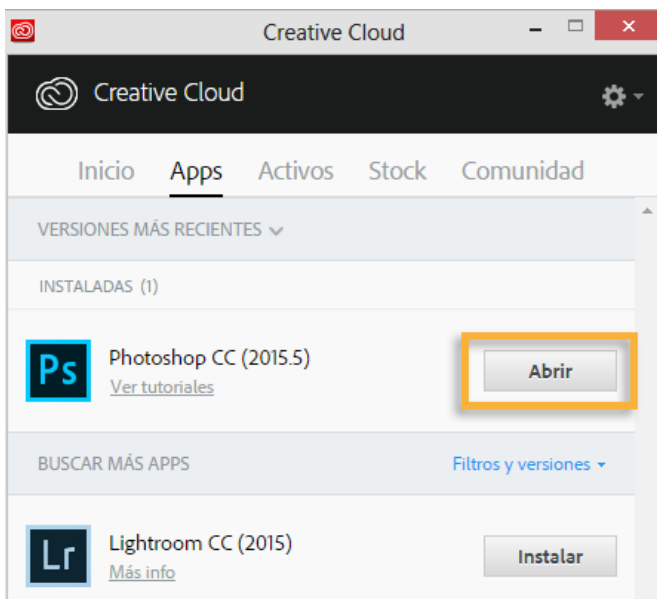 Creative Cloud
Creative Cloud
Inicio Apps Activos Stock Comunidad
VERSIONES MÁS RECIENTES
INSTALADAS (1)
Ps Photoshop CC (2015.5) Abrir
Ver tutoriales
BUSCAR MÁS APPS Filtros y versiones
Lr Lightroom CC (2015) Instalar
Más info